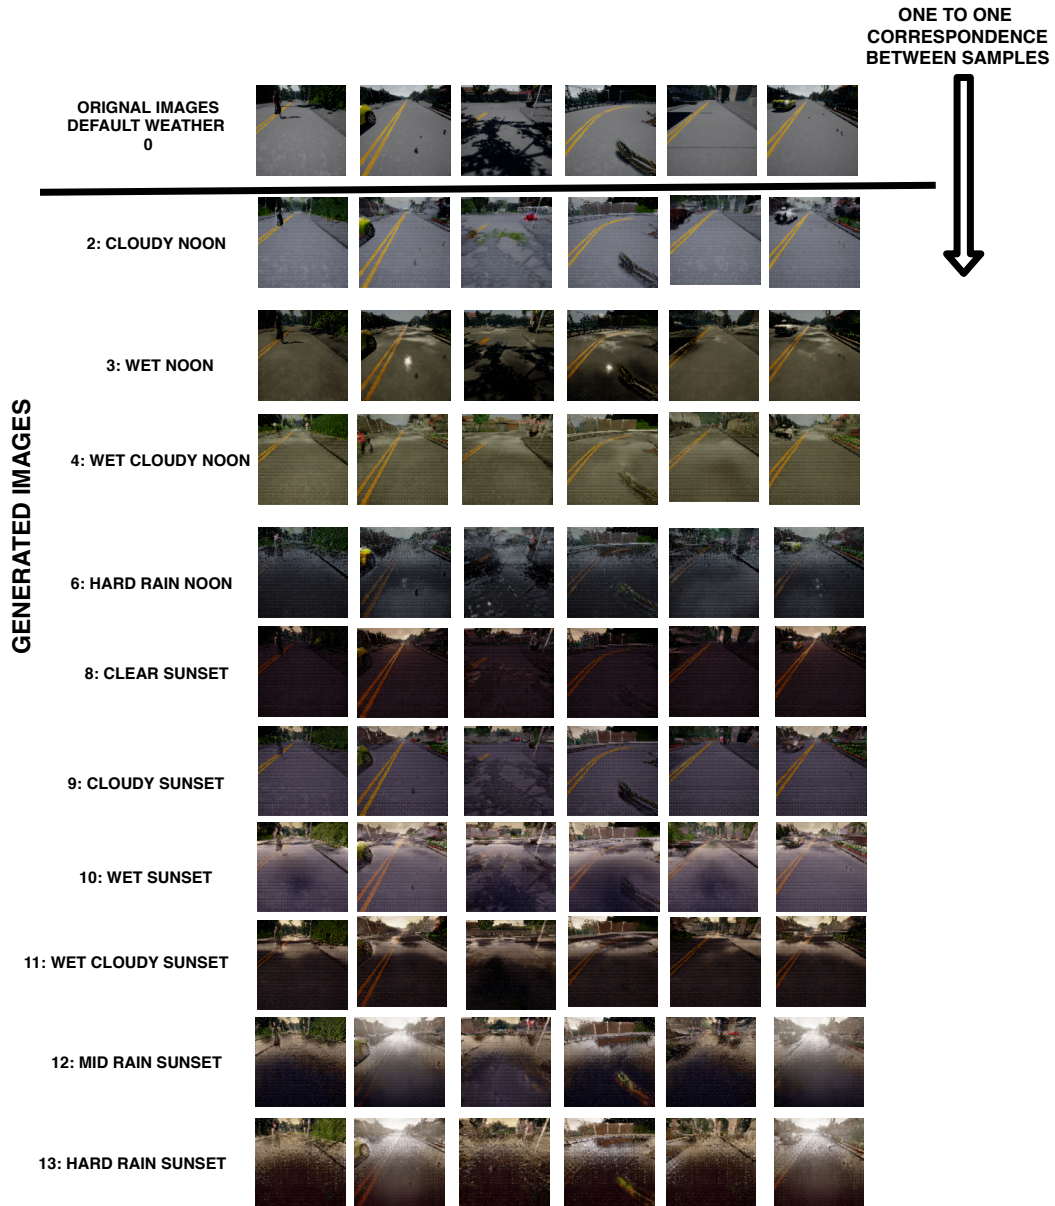 ONE TO ONE
CORRESPONDENCE
BETWEEN SAMPLES
ORIGNAL IMAGES
DEFAULT WEATHER
0
GENERATED IMAGES
2: CLOUDY NOON
3: WET NOON
4: WET CLOUDY NOON
6: HARD RAIN NOON
8: CLEAR SUNSET
9: CLOUDY SUNSET
10: WET SUNSET
11: WET CLOUDY SUNSET
12: MID RAIN SUNSET
13: HARD RAIN SUNSET